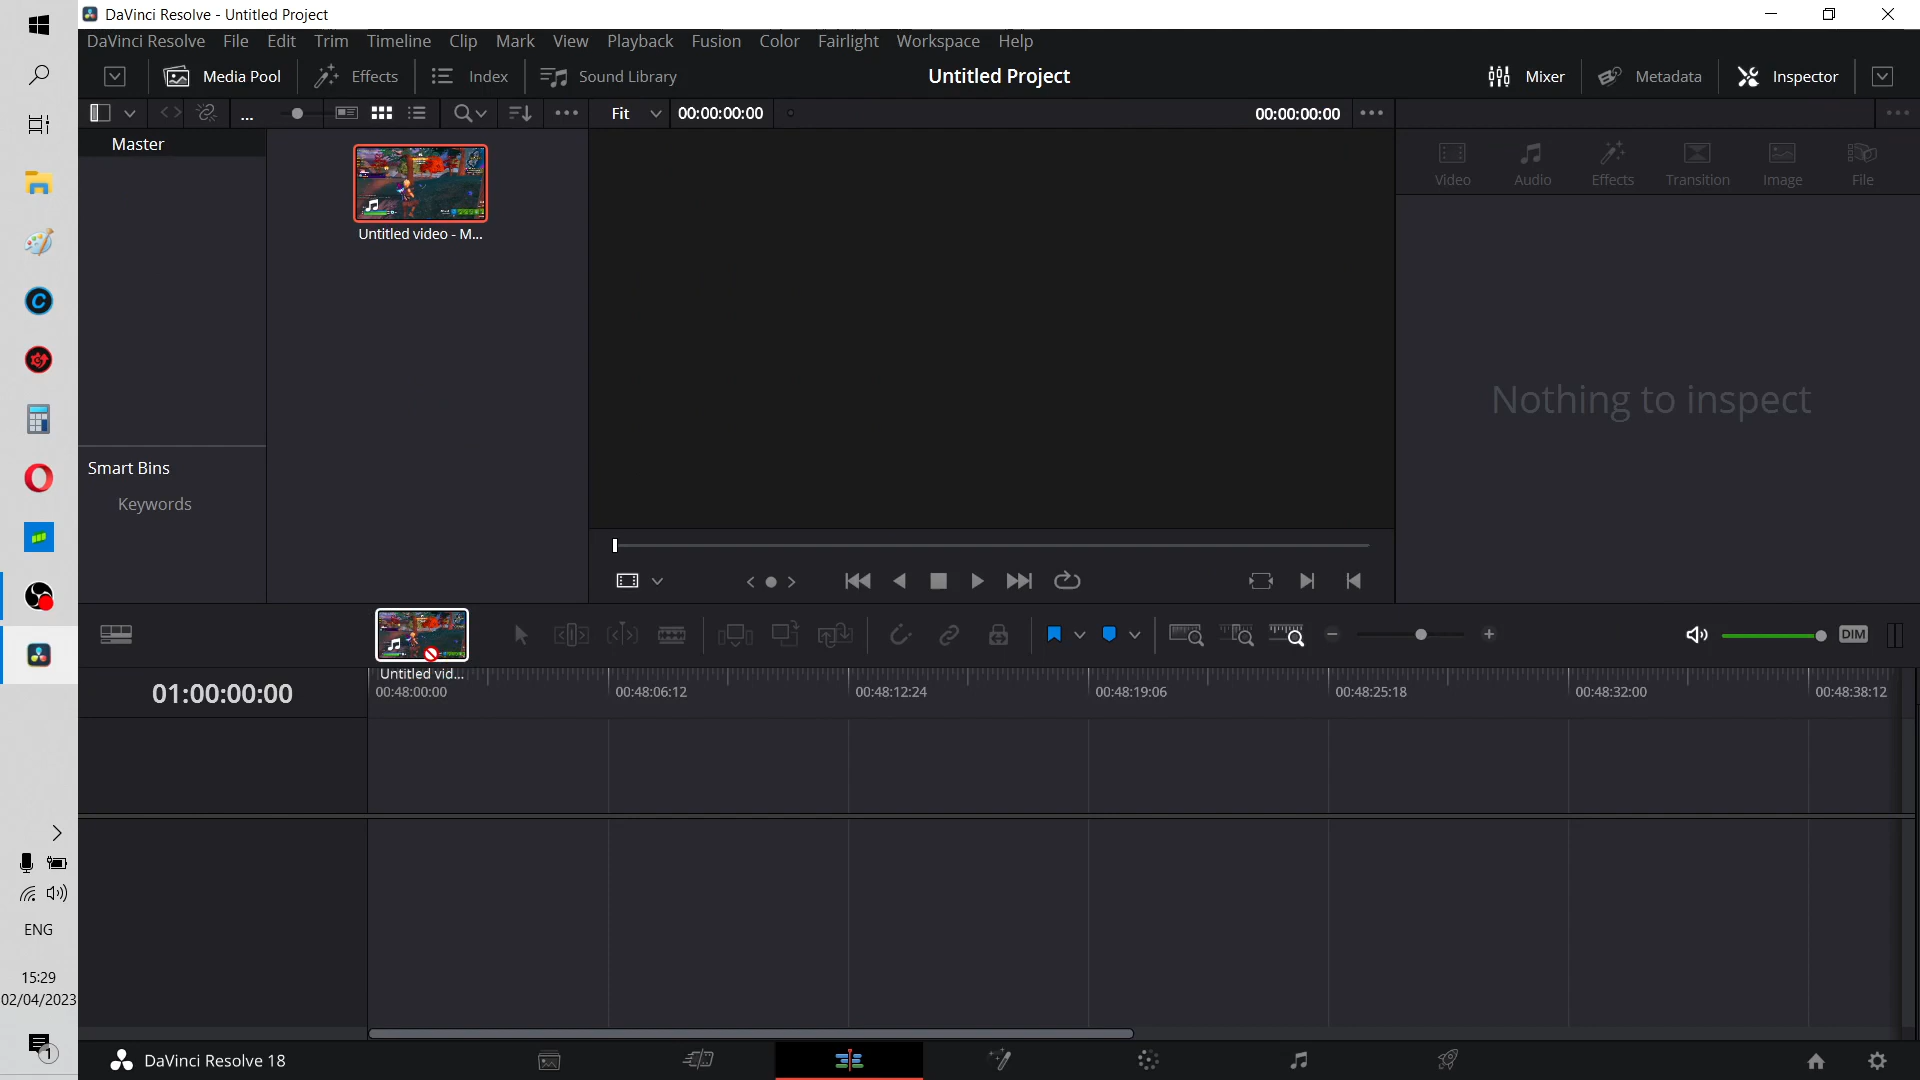 DaVinci Resolve - Untitled Project
DaVinci Resolve File Edit Trim Timeline Clip Mark View Playback Fusion Color Fairlight Workspace Help
Media Pool Effects Index Sound Library Untitled Project Mixer Metadata Inspector
... Fit 00:00:00:00 00:00:00:00
Master
Video Audio Effects Transition Image File
Untitled video - M...
Nothing to inspect
Smart Bins
Keywords
DIM
Untitled vid...
01:00:00:00
00:48:00:00 00:48:06:12 00:48:12:24 00:48:19:06 00:48:25:18 00:48:32:00 00:48:38:12
ENG
15:29
02/04/2023
1
DaVinci Resolve 18